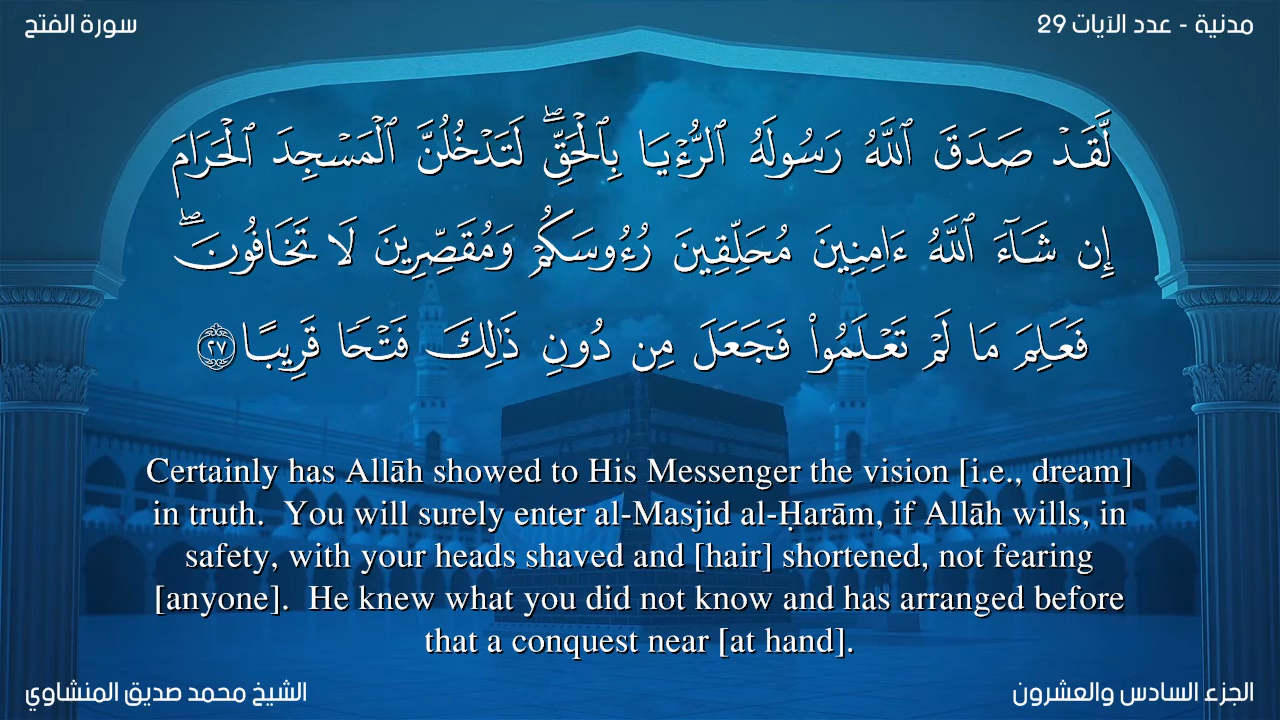 مدنية - عدد الآيات 29
سورة الفتح
لَّقَدْ صَدَقَ ٱللَّهُ رَسُولَهُ ٱلرُّءْيَا بِٱلْحَقِّ ۖ لَتَدْخُلُنَّ ٱلْمَسْجِدَ ٱلْحَرَامَ
إِن شَآءَ ٱللَّهُ ءَامِنِينَ مُحَلِّقِينَ رُءُوسَكُمْ وَمُقَصِّرِينَ لَا تَخَافُونَ ۖ
فَعَلِمَ مَا لَمْ تَعْلَمُوا۟ فَجَعَلَ مِن دُونِ ذَٰلِكَ فَتْحًا قَرِيبًا ٢٧
Certainly has Allāh showed to His Messenger the vision [i.e., dream]
in truth.  You will surely enter al-Masjid al-Ḥarām, if Allāh wills, in
safety, with your heads shaved and [hair] shortened, not fearing
[anyone].  He knew what you did not know and has arranged before
that a conquest near [at hand].
الجزء السادس والعشرون
الشيخ محمد صديق المنشاوي